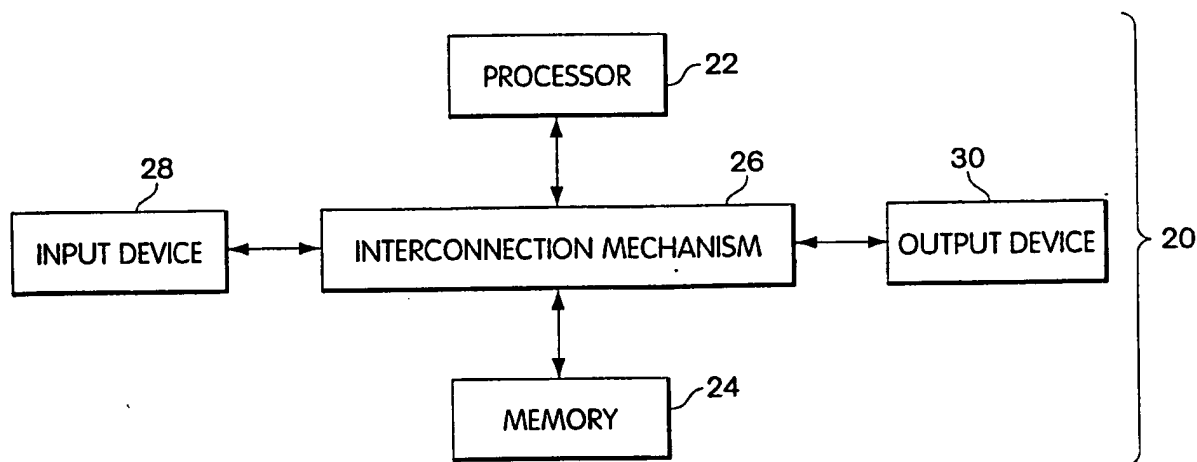 PROCESSOR
22
28
26
30
INPUT DEVICE
INTERCONNECTION MECHANISM
OUTPUT DEVICE
20
MEMORY
24